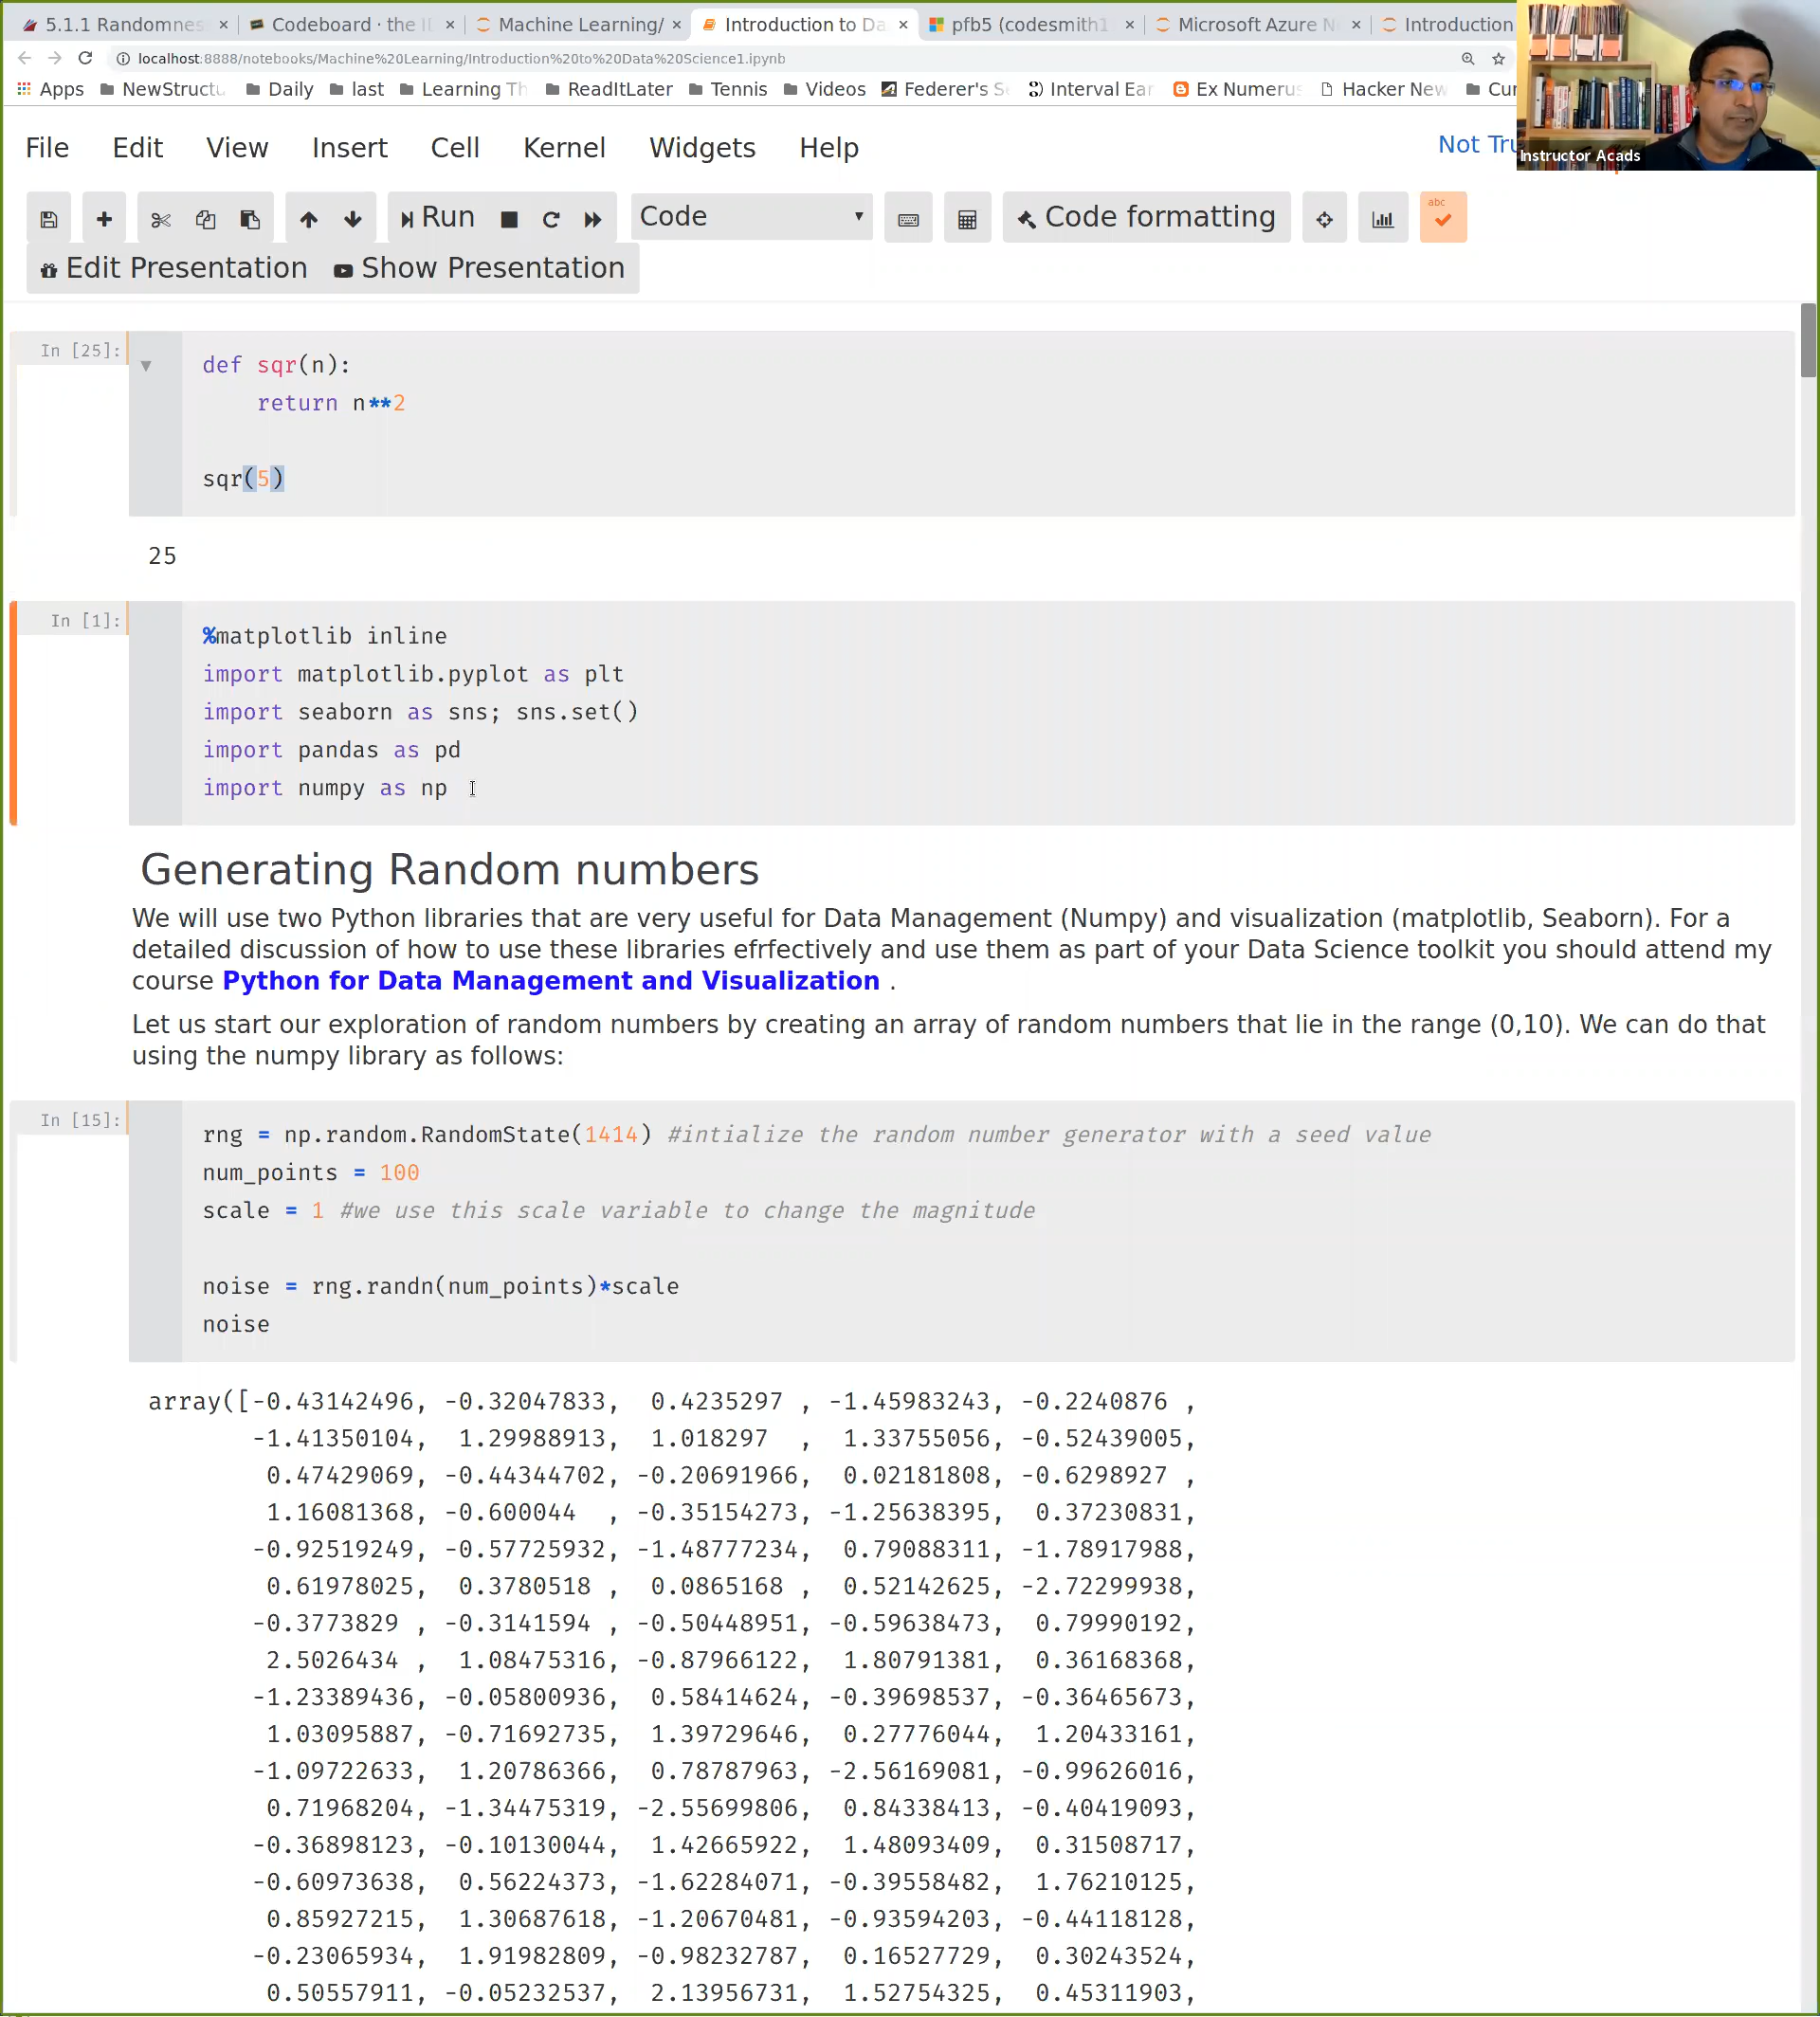 5.1.1 Randomnes
Codeboard · the I
Machine Learning/
Introduction to Da
pfb5 (codesmith1
Microsoft Azure N
Introduction
localhost:8888/notebooks/Machine%20Learning/Introduction%20to%20Data%20Science1.ipynb
Apps NewStructu Daily last Learning Th ReadItLater Tennis Videos Federer's S Interval Ear Ex Numerus Hacker New Cur
Instructor Acads
File Edit View Insert Cell Kernel Widgets Help Not Tru
Run Code Code formatting abc
Edit Presentation Show Presentation
In [25]:
def sqr(n):
return n**2
sqr(5)
25
In [1]:
%matplotlib inline
import matplotlib.pyplot as plt
import seaborn as sns; sns.set()
import pandas as pd
import numpy as np
Generating Random numbers
We will use two Python libraries that are very useful for Data Management (Numpy) and visualization (matplotlib, Seaborn). For a
detailed discussion of how to use these libraries efrfectively and use them as part of your Data Science toolkit you should attend my
course Python for Data Management and Visualization .
Let us start our exploration of random numbers by creating an array of random numbers that lie in the range (0,10). We can do that
using the numpy library as follows:
In [15]:
rng = np.random.RandomState(1414) #intialize the random number generator with a seed value
num_points = 100
scale = 1 #we use this scale variable to change the magnitude
noise = rng.randn(num_points)*scale
noise
array([-0.43142496, -0.32047833, 0.4235297 , -1.45983243, -0.2240876 ,
-1.41350104, 1.29988913, 1.018297 , 1.33755056, -0.52439005,
0.47429069, -0.44344702, -0.20691966, 0.02181808, -0.6298927 ,
1.16081368, -0.600044 , -0.35154273, -1.25638395, 0.37230831,
-0.92519249, -0.57725932, -1.48777234, 0.79088311, -1.78917988,
0.61978025, 0.3780518 , 0.0865168 , 0.52142625, -2.72299938,
-0.3773829 , -0.3141594 , -0.50448951, -0.59638473, 0.79990192,
2.5026434 , 1.08475316, -0.87966122, 1.80791381, 0.36168368,
-1.23389436, -0.05800936, 0.58414624, -0.39698537, -0.36465673,
1.03095887, -0.71692735, 1.39729646, 0.27776044, 1.20433161,
-1.09722633, 1.20786366, 0.78787963, -2.56169081, -0.99626016,
0.71968204, -1.34475319, -2.55699806, 0.84338413, -0.40419093,
-0.36898123, -0.10130044, 1.42665922, 1.48093409, 0.31508717,
-0.60973638, 0.56224373, -1.62284071, -0.39558482, 1.76210125,
0.85927215, 1.30687618, -1.20670481, -0.93594203, -0.44118128,
-0.23065934, 1.91982809, -0.98232787, 0.16527729, 0.30243524,
0.50557911, -0.05232537, 2.13956731, 1.52754325, 0.45311903,